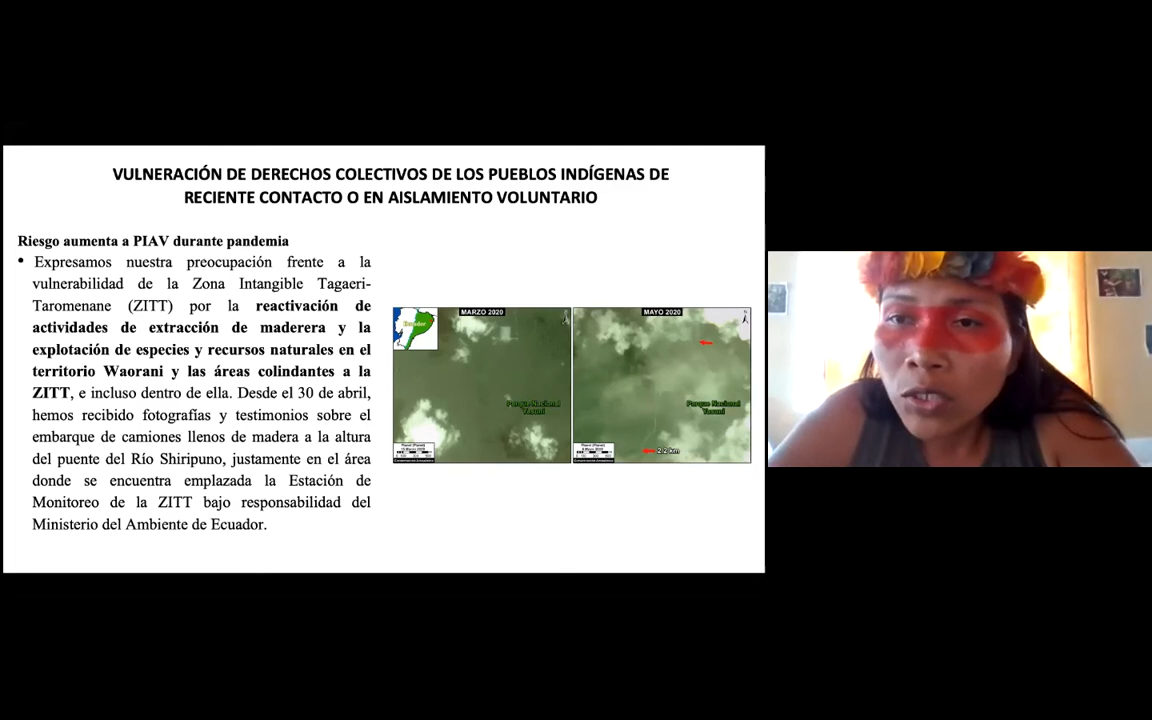 VULNERACIÓN DE DERECHOS COLECTIVOS DE LOS PUEBLOS INDÍGENAS DE
RECIENTE CONTACTO O EN AISLAMIENTO VOLUNTARIO
Riesgo aumenta a PIAV durante pandemia
• Expresamos nuestra preocupación frente a la
vulnerabilidad de la Zona Intangible Tagaeri-
Taromenane (ZITT) por la reactivación de
actividades de extracción de maderera y la
explotación de especies y recursos naturales en el
territorio Waorani y las áreas colindantes a la
ZITT, e incluso dentro de ella. Desde el 30 de abril,
hemos recibido fotografías y testimonios sobre el
embarque de camiones llenos de madera a la altura
del puente del Río Shiripuno, justamente en el área
donde se encuentra emplazada la Estación de
Monitoreo de la ZITT bajo responsabilidad del
Ministerio del Ambiente de Ecuador.
MARZO 2020
Ecuador
Parque Nacional
Yasuní
MAYO 2020
Parque Nacional
Yasuní
2.2 km